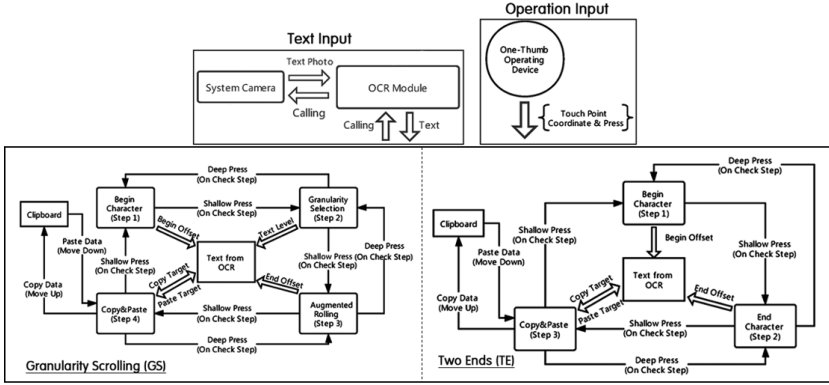 Text Input
Operation Input
System Camera
Text Photo
Calling
OCR Module
Calling
Text
One-Thumb
Operating
Device
Touch Point
Coordinate & Press
Deep Press
(On Check Step)
Begin
Character
(Step 1)
Shallow Press
(On Check Step)
Granularity
Selection
(Step 2)
Clipboard
Begin Offset
Text Level
Paste Data
(Move Down)
Shallow Press
(On Check Step)
Text from
OCR
Shallow Press
(On Check Step)
Deep Press
(On Check Step)
Copy Data
(Move Up)
Copy Target
Paste Target
End Offset
Copy&Paste
(Step 4)
Shallow Press
(On Check Step)
Augmented
Rolling
(Step 3)
Deep Press
(On Check Step)
Granularity Scrolling (GS)
Deep Press
(On Check Step)
Begin
Character
(Step 1)
Clipboard
Paste Data
(Move Down)
Shallow Press
(On Check Step)
Begin Offset
Shallow Press
(On Check Step)
Text from
OCR
Copy Data
(Move Up)
Copy Target
Paste Target
End Offset
Copy&Paste
(Step 3)
Shallow Press
(On Check Step)
End
Character
(Step 2)
Deep Press
(On Check Step)
Two Ends (TE)